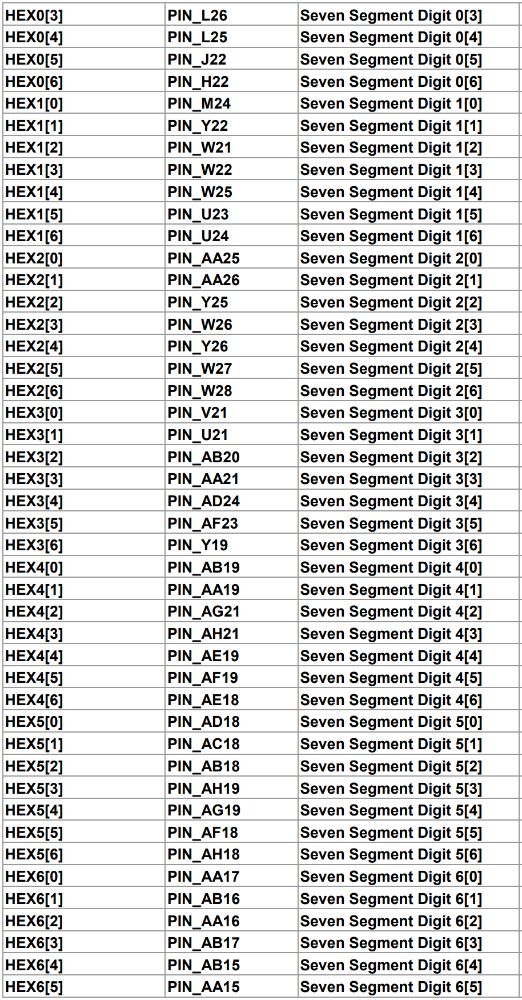 HEX0[3] PIN_L26 Seven Segment Digit 0[3]
HEX0[4] PIN_L25 Seven Segment Digit 0[4]
HEX0[5] PIN_J22 Seven Segment Digit 0[5]
HEX0[6] PIN_H22 Seven Segment Digit 0[6]
HEX1[0] PIN_M24 Seven Segment Digit 1[0]
HEX1[1] PIN_Y22 Seven Segment Digit 1[1]
HEX1[2] PIN_W21 Seven Segment Digit 1[2]
HEX1[3] PIN_W22 Seven Segment Digit 1[3]
HEX1[4] PIN_W25 Seven Segment Digit 1[4]
HEX1[5] PIN_U23 Seven Segment Digit 1[5]
HEX1[6] PIN_U24 Seven Segment Digit 1[6]
HEX2[0] PIN_AA25 Seven Segment Digit 2[0]
HEX2[1] PIN_AA26 Seven Segment Digit 2[1]
HEX2[2] PIN_Y25 Seven Segment Digit 2[2]
HEX2[3] PIN_W26 Seven Segment Digit 2[3]
HEX2[4] PIN_Y26 Seven Segment Digit 2[4]
HEX2[5] PIN_W27 Seven Segment Digit 2[5]
HEX2[6] PIN_W28 Seven Segment Digit 2[6]
HEX3[0] PIN_V21 Seven Segment Digit 3[0]
HEX3[1] PIN_U21 Seven Segment Digit 3[1]
HEX3[2] PIN_AB20 Seven Segment Digit 3[2]
HEX3[3] PIN_AA21 Seven Segment Digit 3[3]
HEX3[4] PIN_AD24 Seven Segment Digit 3[4]
HEX3[5] PIN_AF23 Seven Segment Digit 3[5]
HEX3[6] PIN_Y19 Seven Segment Digit 3[6]
HEX4[0] PIN_AB19 Seven Segment Digit 4[0]
HEX4[1] PIN_AA19 Seven Segment Digit 4[1]
HEX4[2] PIN_AG21 Seven Segment Digit 4[2]
HEX4[3] PIN_AH21 Seven Segment Digit 4[3]
HEX4[4] PIN_AE19 Seven Segment Digit 4[4]
HEX4[5] PIN_AF19 Seven Segment Digit 4[5]
HEX4[6] PIN_AE18 Seven Segment Digit 4[6]
HEX5[0] PIN_AD18 Seven Segment Digit 5[0]
HEX5[1] PIN_AC18 Seven Segment Digit 5[1]
HEX5[2] PIN_AB18 Seven Segment Digit 5[2]
HEX5[3] PIN_AH19 Seven Segment Digit 5[3]
HEX5[4] PIN_AG19 Seven Segment Digit 5[4]
HEX5[5] PIN_AF18 Seven Segment Digit 5[5]
HEX5[6] PIN_AH18 Seven Segment Digit 5[6]
HEX6[0] PIN_AA17 Seven Segment Digit 6[0]
HEX6[1] PIN_AB16 Seven Segment Digit 6[1]
HEX6[2] PIN_AA16 Seven Segment Digit 6[2]
HEX6[3] PIN_AB17 Seven Segment Digit 6[3]
HEX6[4] PIN_AB15 Seven Segment Digit 6[4]
HEX6[5] PIN_AA15 Seven Segment Digit 6[5]